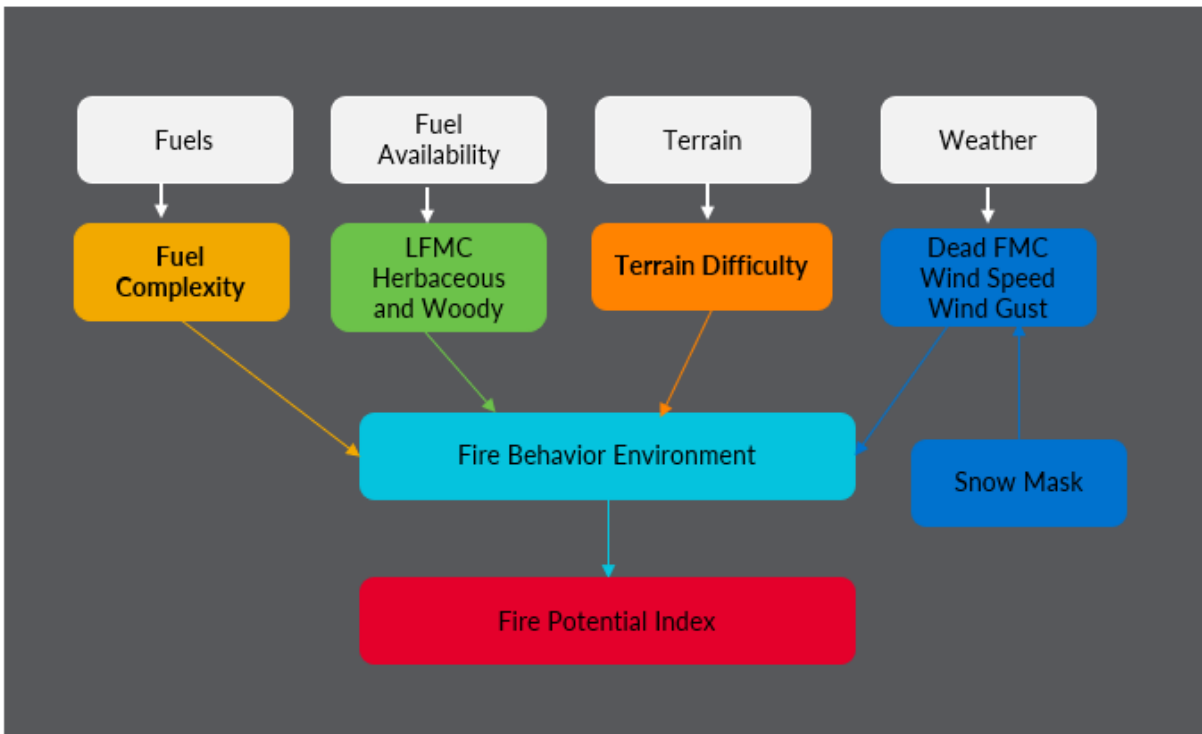 Fuels
Fuel
Availability
Terrain
Weather
Fuel
Complexity
LFMC
Herbaceous
and Woody
Terrain Difficulty
Dead FMC
Wind Speed
Wind Gust
Fire Behavior Environment
Snow Mask
Fire Potential Index